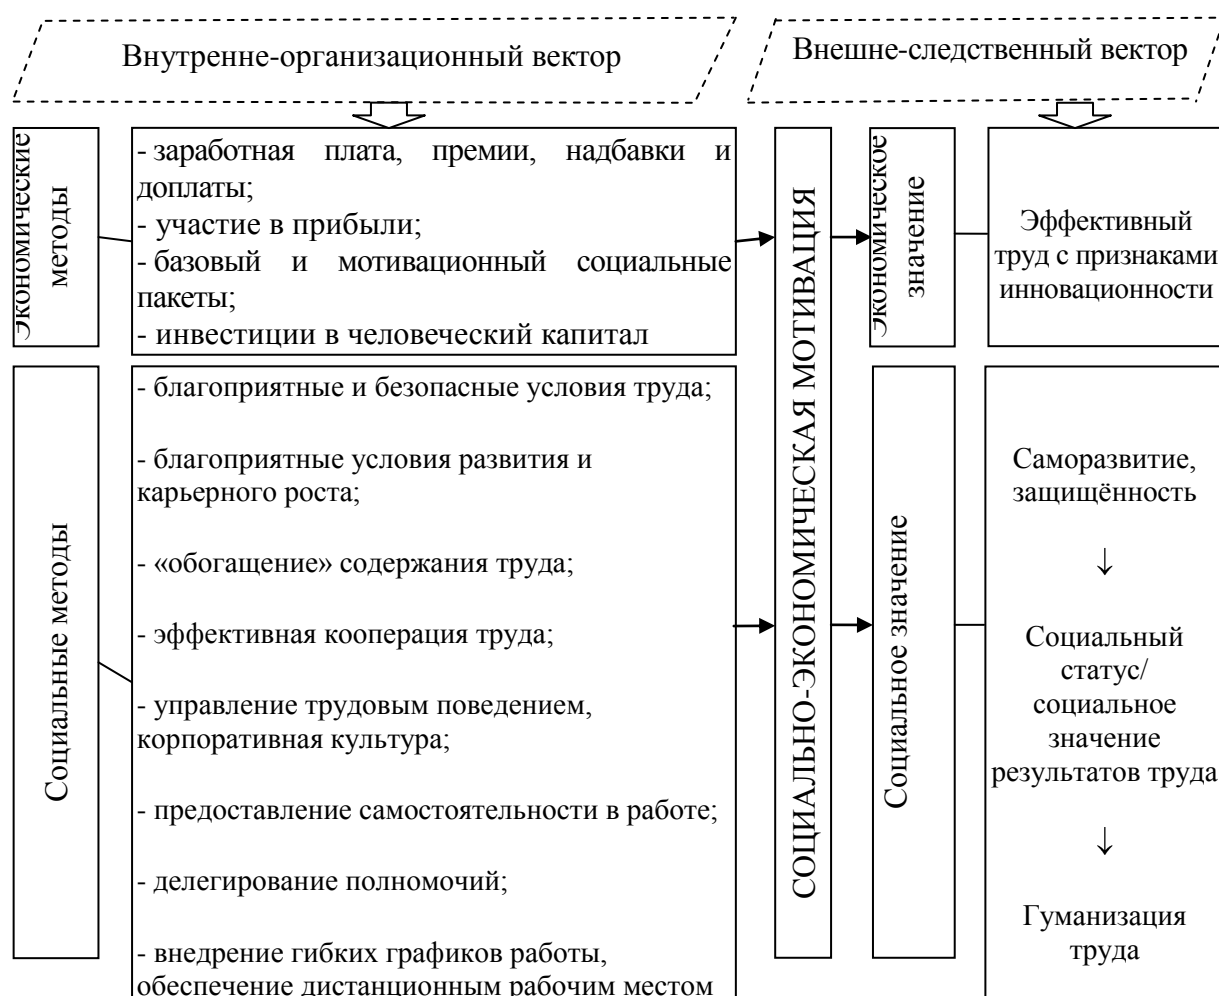 Внутренне-организационный вектор
Внешне-следственный вектор
Экономические
методы
- заработная плата, премии, надбавки и
доплаты;
- участие в прибыли;
- базовый и мотивационный социальные
пакеты;
- инвестиции в человеческий капитал
СОЦИАЛЬНО-ЭКОНОМИЧЕСКАЯ МОТИВАЦИЯ
Экономическое
значение
Эффективный
труд с признаками
инновационности
Социальные методы
- благоприятные и безопасные условия труда;
- благоприятные условия развития и
карьерного роста;
- «обогащение» содержания труда;
- эффективная кооперация труда;
- управление трудовым поведением,
корпоративная культура;
- предоставление самостоятельности в работе;
- делегирование полномочий;
- внедрение гибких графиков работы,
обеспечение дистанционным рабочим местом
Социальное значение
Саморазвитие,
защищённость
↓
Социальный
статус/
социальное
значение
результатов труда
↓
Гуманизация
труда